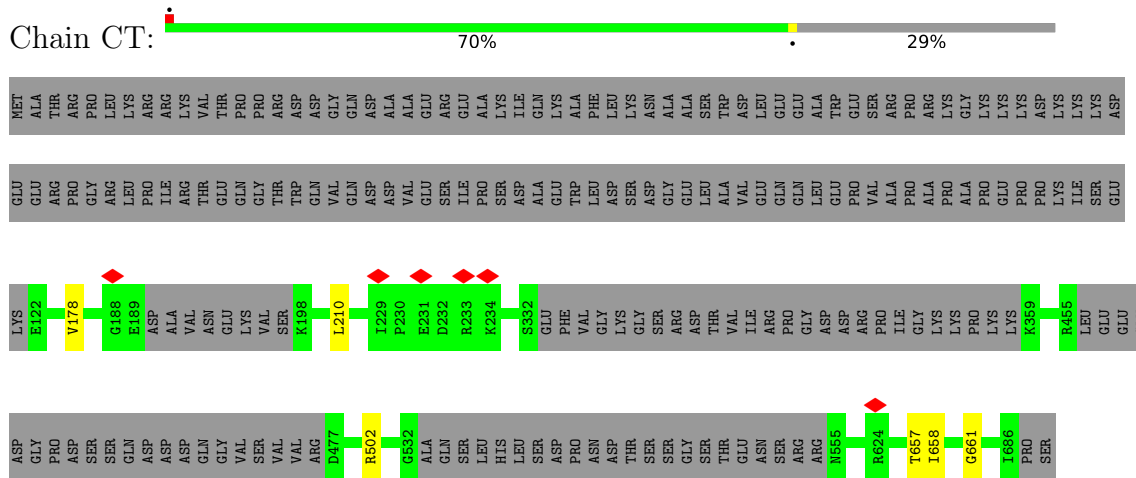 Chain CT:
70%
29%
MET ALA THR ARG PRO LEU LYS ARG ARG LYS VAL THR PRO PRO ARG ASP ASP GLY GLN ASP ALA ALA GLU ARG GLU ALA LYS ILE GLN LYS ALA PHE LEU LYS ASN ALA ALA SER TRP ASP LEU GLU GLU ALA TRP GLU SER ARG PRO ARG LYS GLY LYS LYS LYS ASP LYS LYS LYS ASP
GLU GLU ARG PRO GLY ARG LEU PRO ILE ARG THR GLU GLN GLY THR TRP GLN VAL GLN ASP ASP VAL GLU SER ILE PRO SER ASP ALA GLU TRP LEU ASP SER ASP GLY GLU LEU ALA VAL GLU GLN GLN LEU GLU PRO VAL ALA PRO ALA PRO ALA PRO GLU PRO PRO LYS ILE SER GLU
LYS E122 V178 G188 E189 ASP ALA VAL ASN GLU LYS VAL SER K198 L210 I229 P230 E231 D232 R233 K234 S332 GLU PHE VAL GLY LYS GLY SER ARG ASP THR VAL ILE ARG PRO GLY ASP ASP ARG PRO ILE GLY LYS LYS PRO LYS LYS K359 R455 LEU GLU GLU
ASP GLY PRO ASP SER SER GLN ASP ASP ASP GLN GLY VAL SER VAL VAL ARG D477 R502 G532 ALA GLN SER LEU HIS LEU SER ASP PRO ASN ASP THR SER SER GLY SER THR GLU ASN SER ARG ARG N555 R624 T657 I658 G661 I686 PRO SER